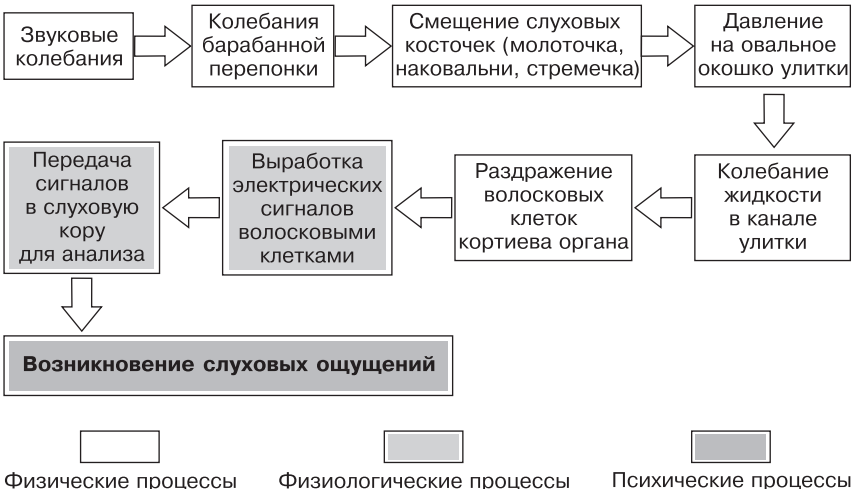 Звуковые
колебания
Колебания
барабанной
перепонки
Смещение слуховых
косточек (молоточка,
наковальни, стремечка)
Давление
на овальное
окошко улитки
Колебание
жидкости
в канале
улитки
Раздражение
волосковых
клеток
кортиева органа
Выработка
электрических
сигналов
волосковыми
клетками
Передача
сигналов
в слуховую
кору
для анализа
Возникновение слуховых ощущений
Физические процессы
Физиологические процессы
Психические процессы